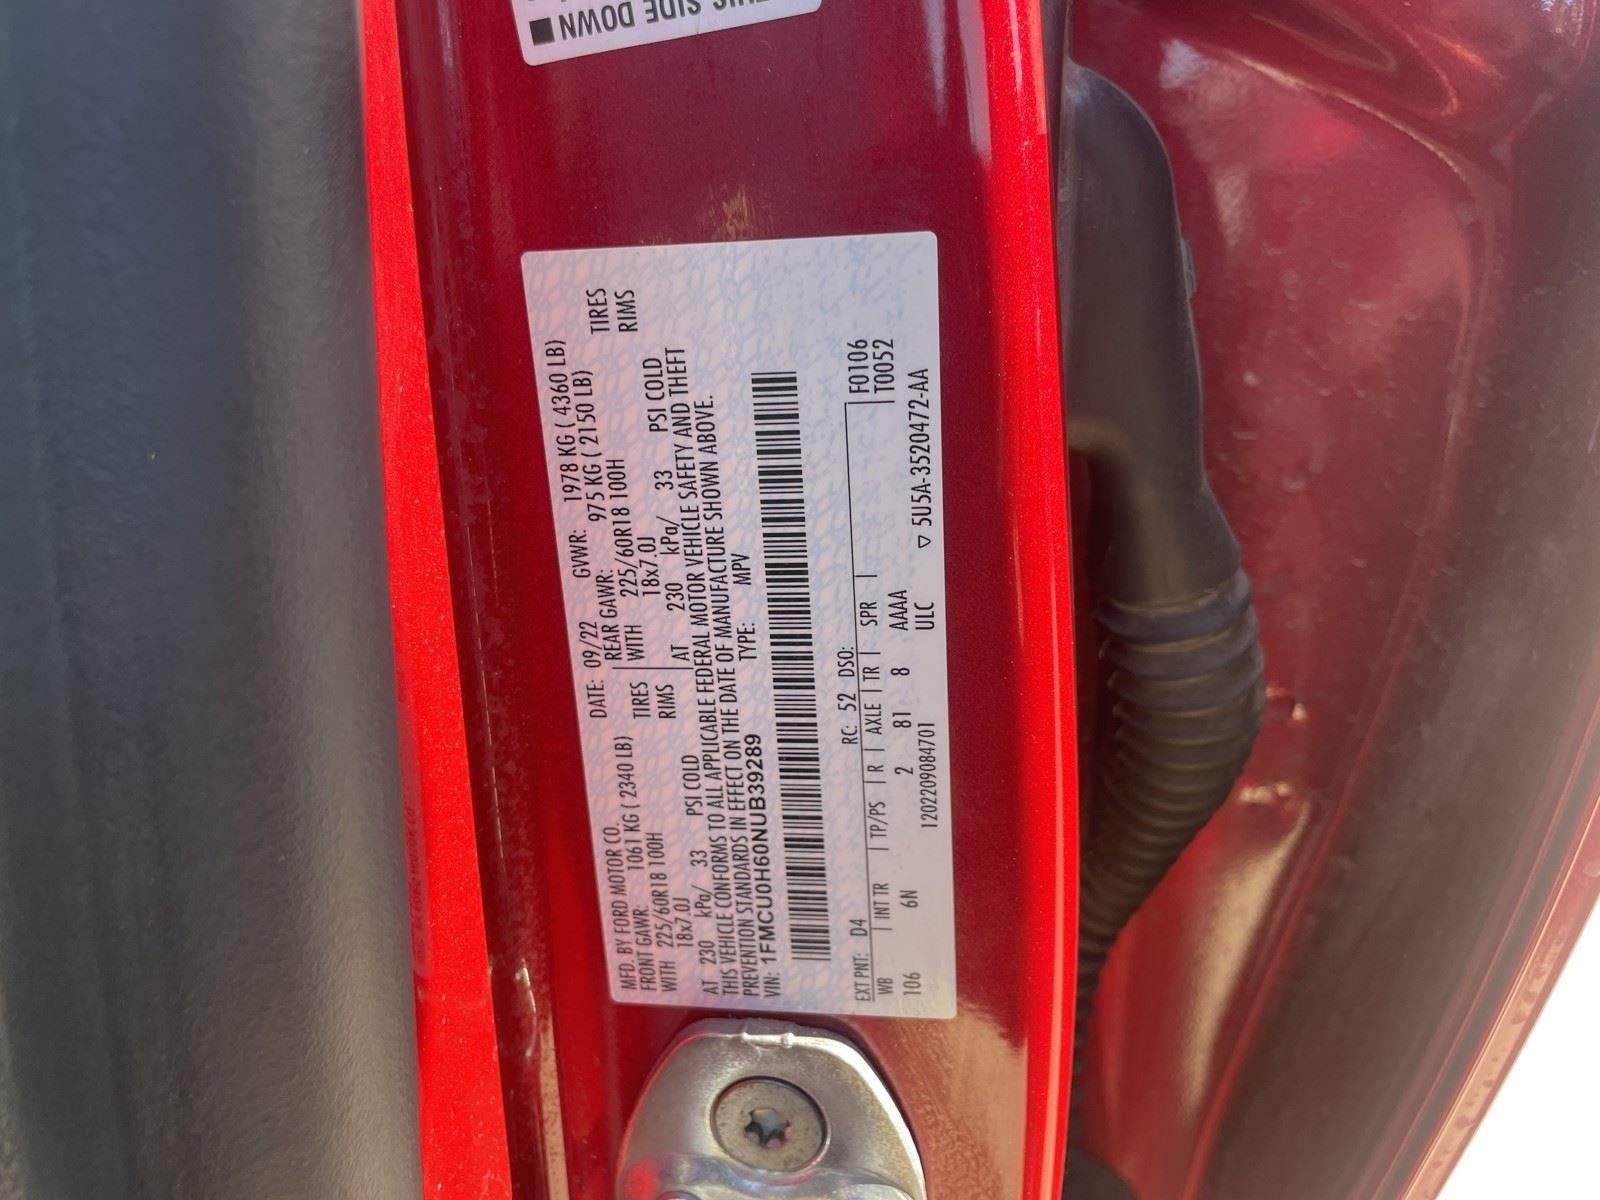 THIS SIDE DOWN
MFD. BY FORD MOTOR CO.
DATE: 09/22 GVWR: 1978 KG ( 4360 LB)
FRONT GAWR: 1061 KG ( 2340 LB) REAR GAWR: 975 KG ( 2150 LB)
WITH 225/60R18 100H TIRES WITH 225/60R18 100H TIRES
18x7.0J RIMS 18x7.0J RIMS
AT 230 kPa/ 33 PSI COLD AT 230 kPa/ 33 PSI COLD
THIS VEHICLE CONFORMS TO ALL APPLICABLE FEDERAL MOTOR VEHICLE SAFETY AND THEFT
PREVENTION STANDARDS IN EFFECT ON THE DATE OF MANUFACTURE SHOWN ABOVE.
VIN: 1FMCU0H60NUB39289 TYPE: MPV
EXT PNT: D4 RC: 52 DSO: F0106
WB INT TR TP/PS R AXLE TR SPR T0052
106 6N 2 81 8 AAAA
ULC
1202209084701 ▽ 5U5A-3520472-AA